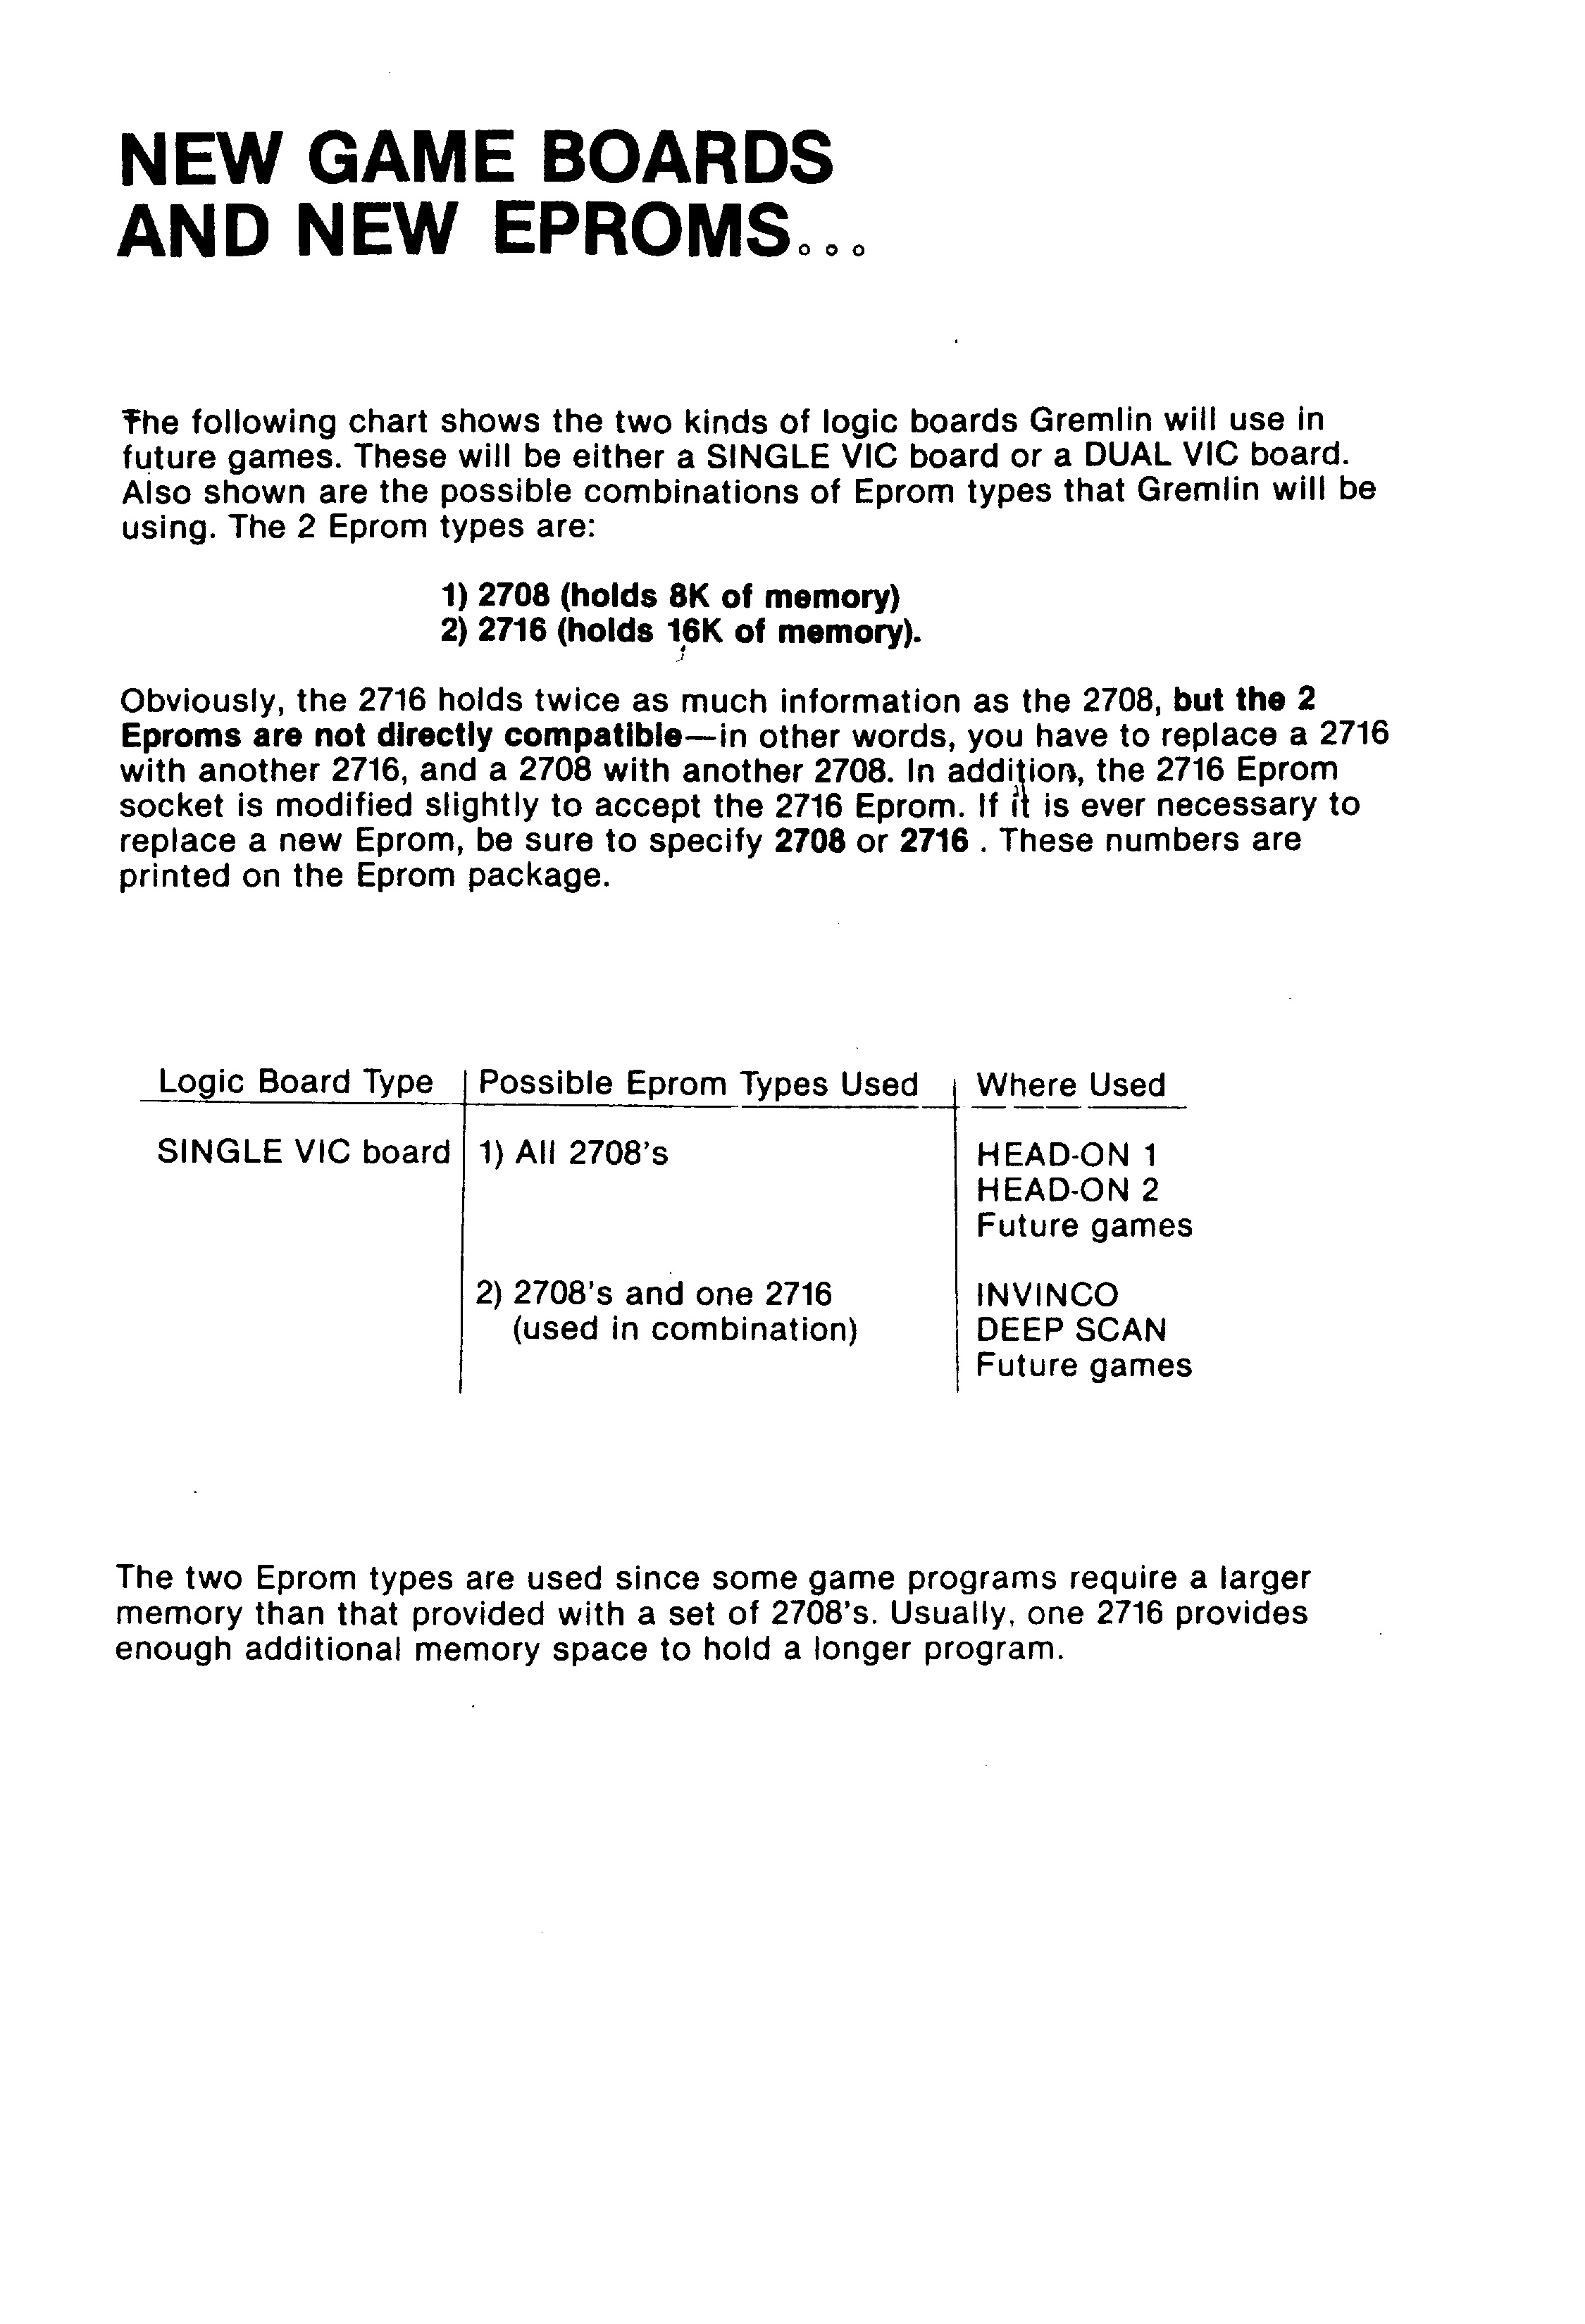 NEW GAME BOARDS
AND NEW EPROMS...
The following chart shows the two kinds of logic boards Gremlin will use in
future games. These will be either a SINGLE VIC board or a DUAL VIC board.
Also shown are the possible combinations of Eprom types that Gremlin will be
using. The 2 Eprom types are:
1) 2708 (holds 8K of memory)
2) 2716 (holds 16K of memory).
Obviously, the 2716 holds twice as much information as the 2708, but the 2
Eproms are not directly compatible—in other words, you have to replace a 2716
with another 2716, and a 2708 with another 2708. In addition, the 2716 Eprom
socket is modified slightly to accept the 2716 Eprom. If it is ever necessary to
replace a new Eprom, be sure to specify 2708 or 2716 . These numbers are
printed on the Eprom package.
Logic Board Type Possible Eprom Types Used Where Used
SINGLE VIC board 1) All 2708's HEAD-ON 1
HEAD-ON 2
Future games
2) 2708's and one 2716 INVINCO
(used in combination) DEEP SCAN
Future games
The two Eprom types are used since some game programs require a larger
memory than that provided with a set of 2708's. Usually, one 2716 provides
enough additional memory space to hold a longer program.